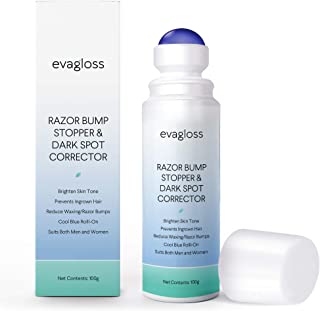 evagloss
RAZOR BUMP
STOPPER &
DARK SPOT
CORRECTOR
Brighten Skin Tone
Prevents Ingrown Hair
Reduce Waxing/Razor Bumps
Cool Blue Roll-On
Suits Both Men and Women
Net Contents: 100g
evagloss
RAZOR BUMP
STOPPER &
DARK SPOT
CORRECTOR
Brighten Skin Tone
Prevents Ingrown Hair
Reduce Waxing/Razor Bumps
Cool Blue Roll-On
Suits Both Men and Women
Net Contents: 100g